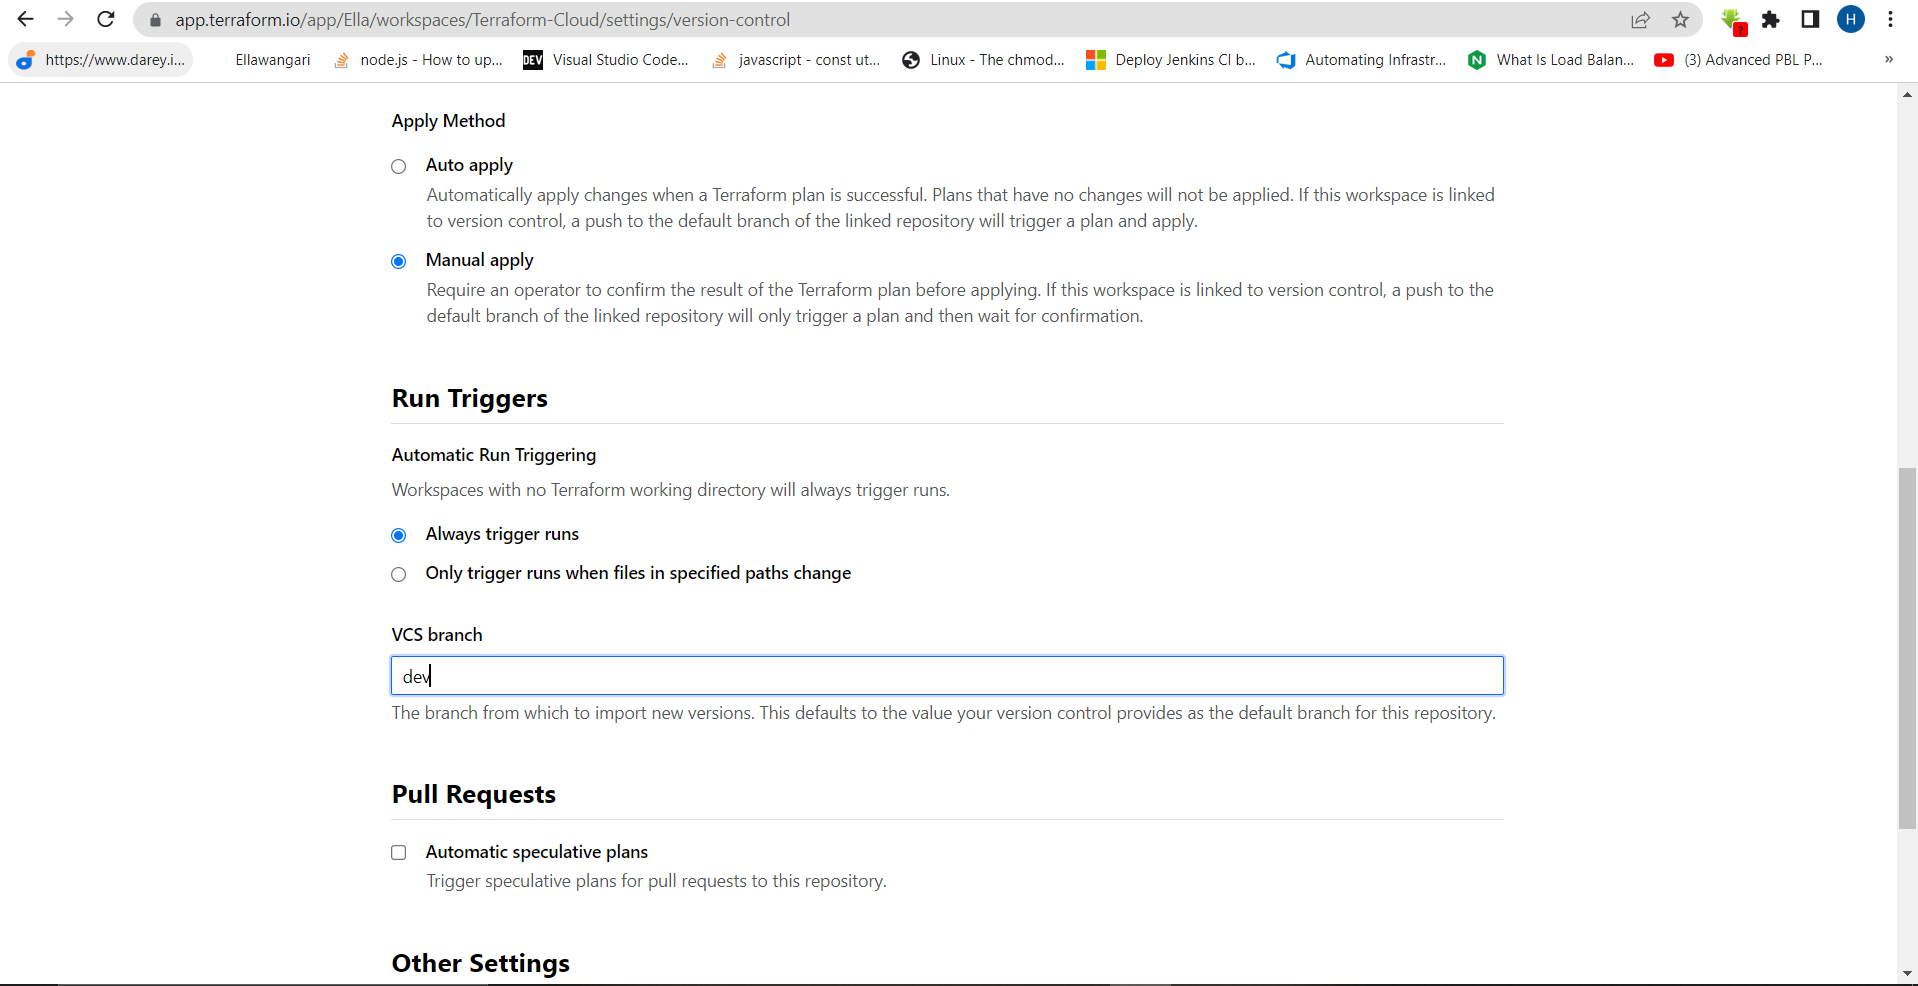 app.terraform.io/app/Ella/workspaces/Terraform-Cloud/settings/version-control
H
?
https://www.darey.i... Ellawangari node.js - How to up... DEV Visual Studio Code... javascript - const ut... Linux - The chmod... Deploy Jenkins CI b... Automating Infrastr... N What Is Load Balan... (3) Advanced PBL P... »
Apply Method
Auto apply
Automatically apply changes when a Terraform plan is successful. Plans that have no changes will not be applied. If this workspace is linked
to version control, a push to the default branch of the linked repository will trigger a plan and apply.
Manual apply
Require an operator to confirm the result of the Terraform plan before applying. If this workspace is linked to version control, a push to the
default branch of the linked repository will only trigger a plan and then wait for confirmation.
Run Triggers
Automatic Run Triggering
Workspaces with no Terraform working directory will always trigger runs.
Always trigger runs
Only trigger runs when files in specified paths change
VCS branch
dev
The branch from which to import new versions. This defaults to the value your version control provides as the default branch for this repository.
Pull Requests
Automatic speculative plans
Trigger speculative plans for pull requests to this repository.
Other Settings